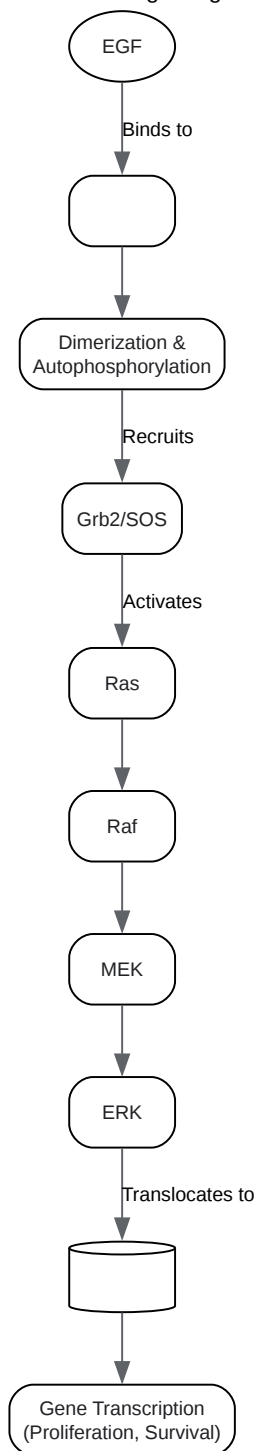 EGF
Binds to
Dimerization &
Autophosphorylation
Recruits
Grb2/SOS
Activates
Ras
Raf
MEK
ERK
Translocates to
Gene Transcription
(Proliferation, Survival)